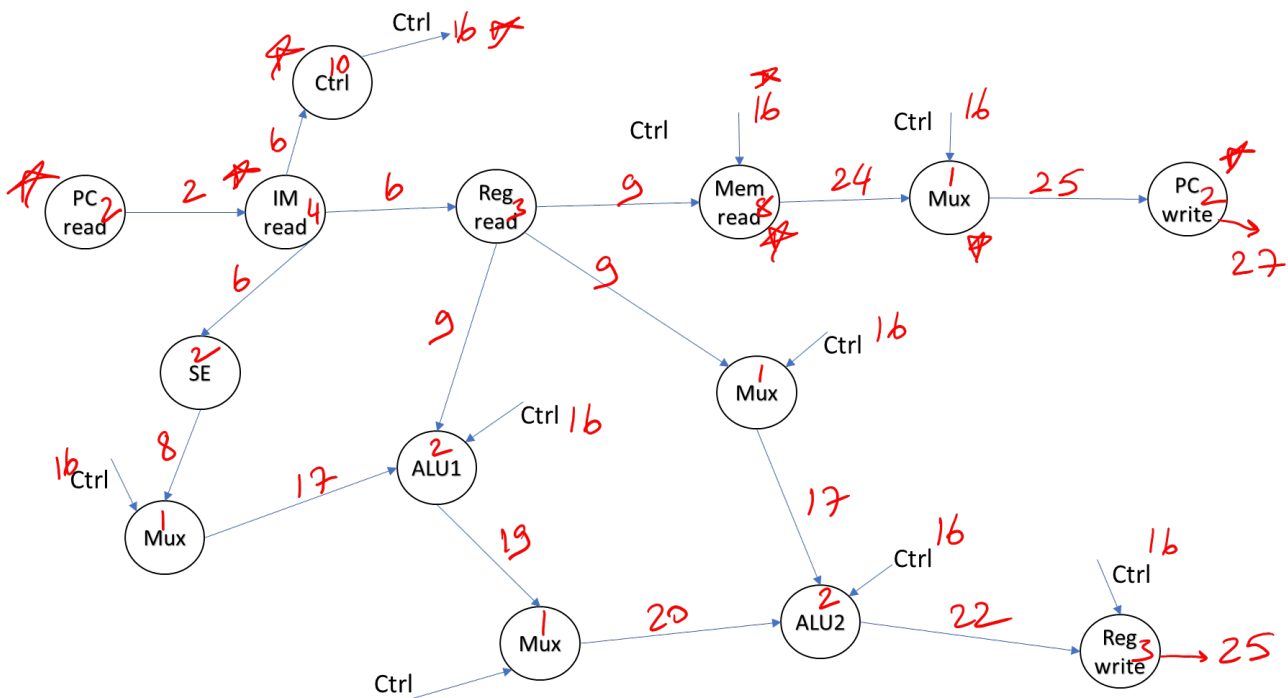 Ctrl 16
10
Ctrl
6
16
Ctrl
16
Ctrl
PC
read 2
2
IM
read 4
6
Reg
read 3
9
Mem
read 8
24
1
Mux
25
PC
2
write
27
6
9
9
2
SE
1
Mux
Ctrl 16
8
16
Ctrl
17
2
ALU1
Ctrl 16
1
Mux
19
17
Ctrl 16
16
Ctrl
1
Mux
20
2
ALU2
22
Reg
write 3
25
Ctrl